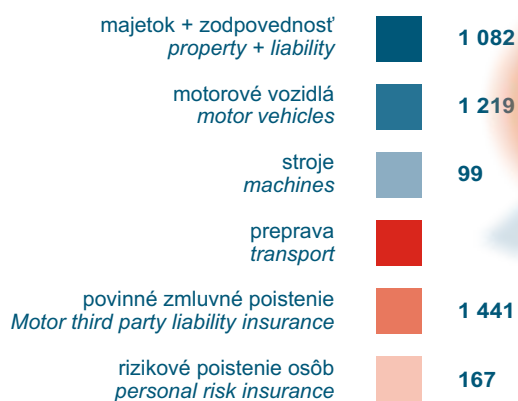 majetok + zodpovednosť
property + liability
1 082
motorové vozidlá
motor vehicles
1 219
stroje
machines
99
preprava
transport
povinné zmluvné poistenie
Motor third party liability insurance
1 441
rizikové poistenie osôb
personal risk insurance
167